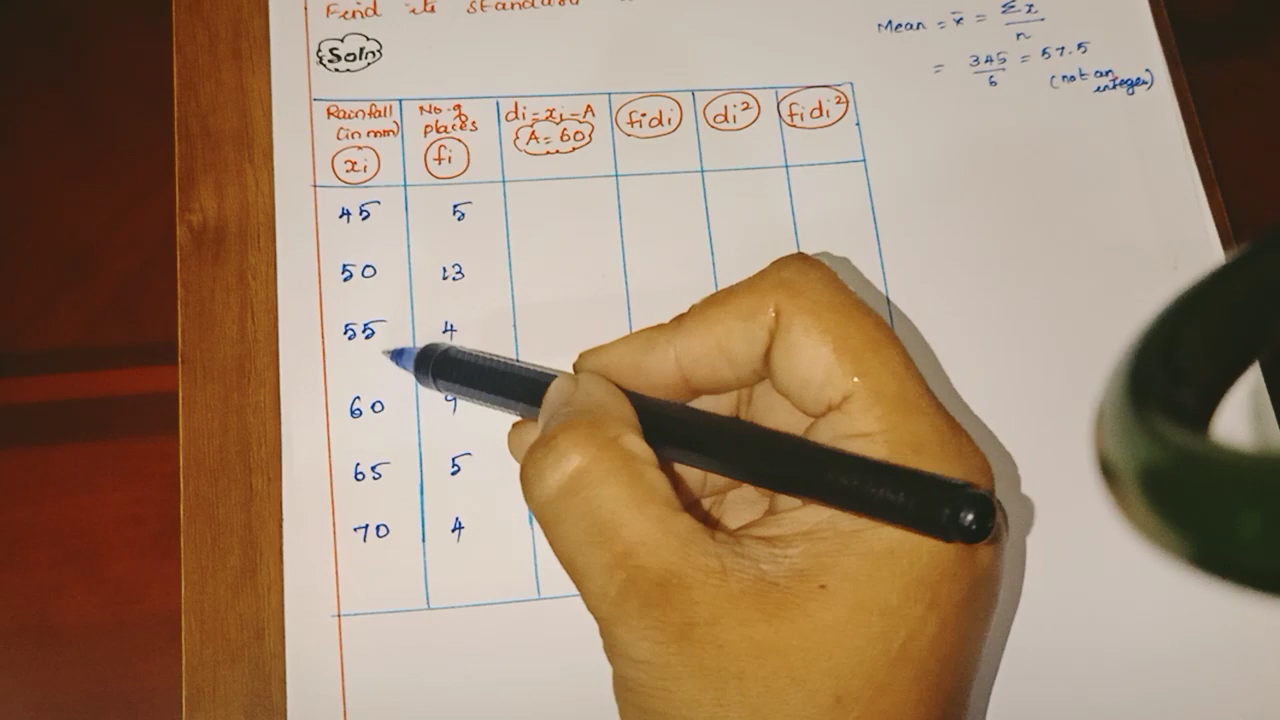 Find its standard
Soln
Mean = x̄ = Σx/n
= 345/6 = 57.5
(not an integer)
Rainfall (in mm) xi
No. of places fi
di = xi - A
A = 60
fidi
di²
fidi²
45 5
50 13
55 4
60 9
65 5
70 4